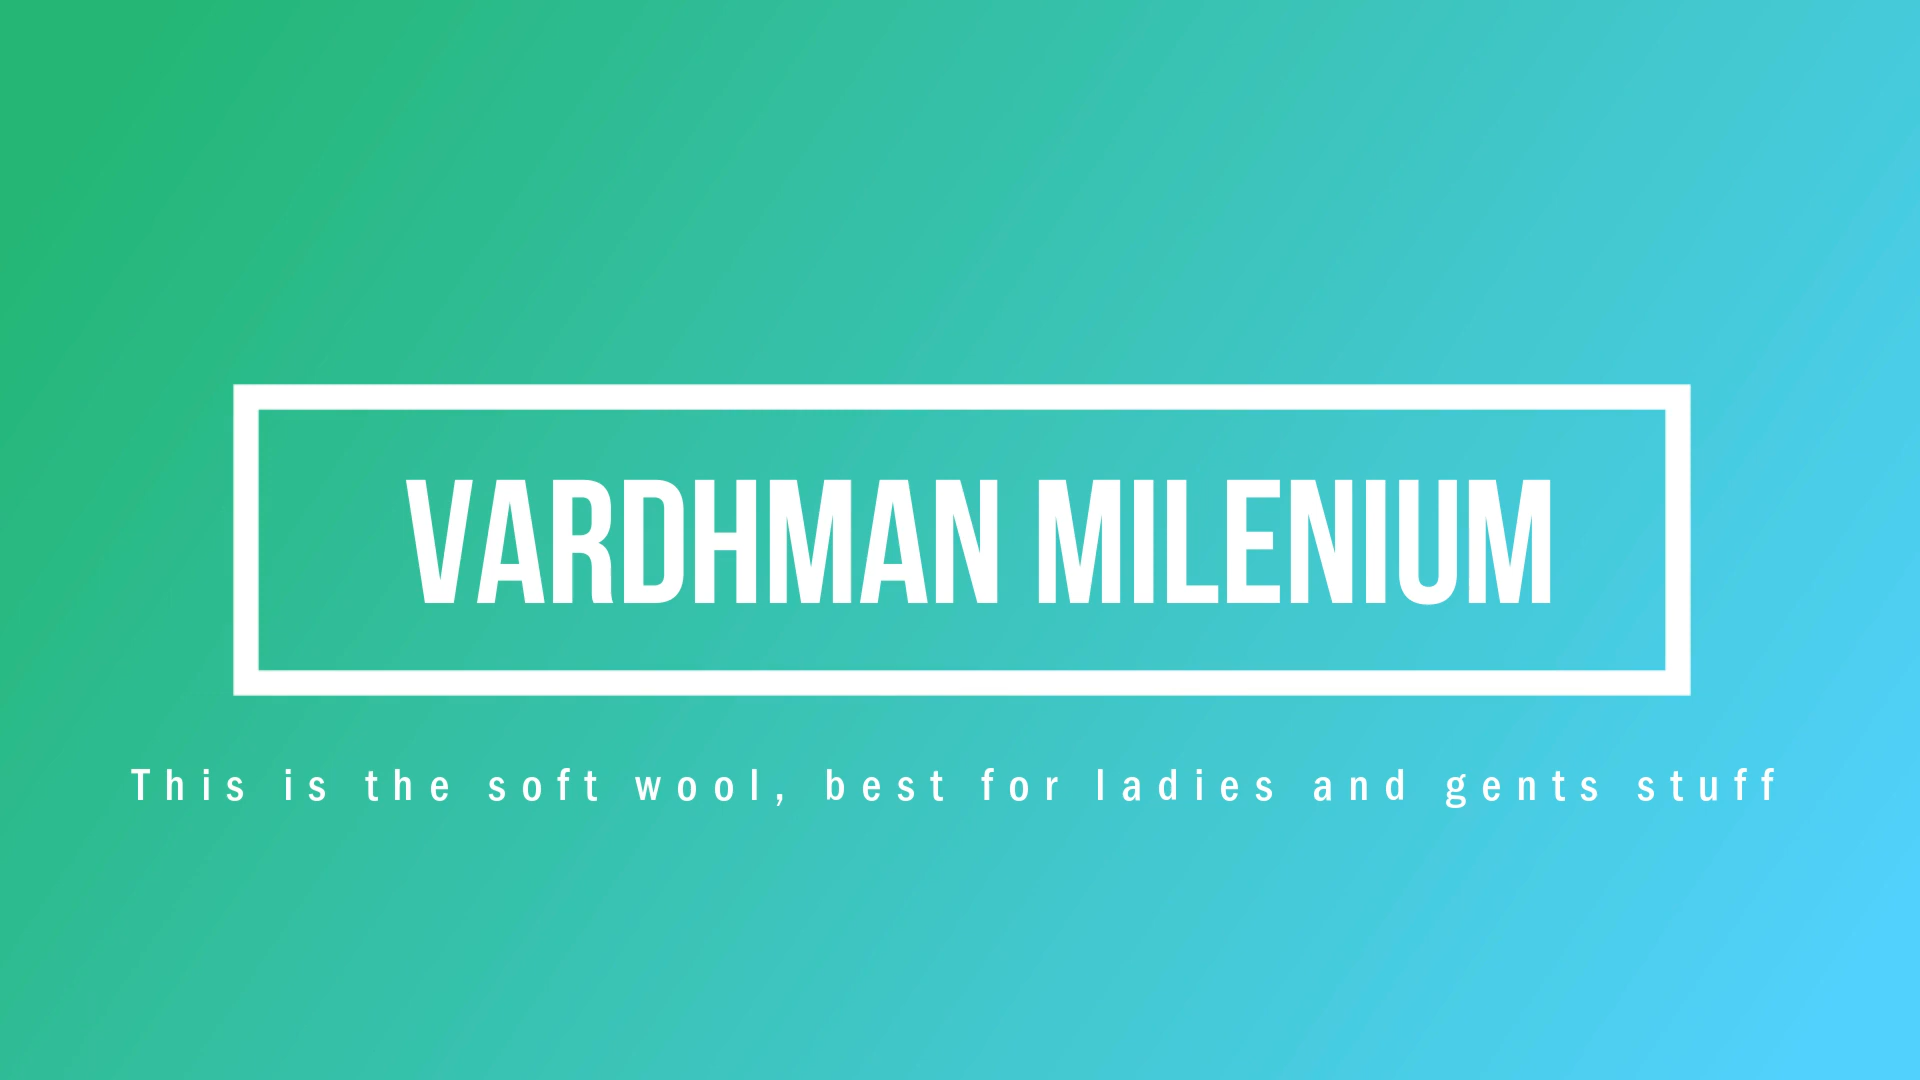 VARDHMAN MILENIUM
This is the soft wool, best for ladies and gents stuff